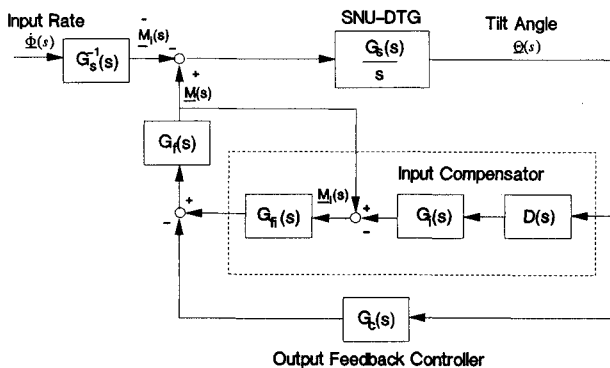 Input Rate
Φ̇(s)
G_s^-1(s)
M_i(s)
SNU-DTG
G_s(s)
s
Tilt Angle
Θ(s)
M(s)
G_f(s)
Input Compensator
M_i(s)
G_fi(s)
G_i(s)
D(s)
G_c(s)
Output Feedback Controller